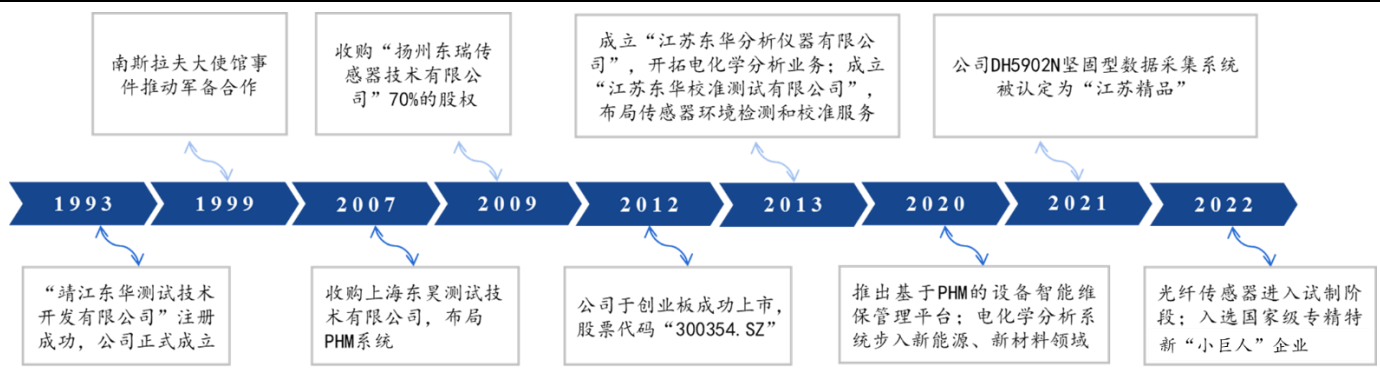 南斯拉夫大使馆事
件推动军备合作
收购“扬州东瑞传
感器技术有限公
司”70%的股权
成立“江苏东华分析仪器有限公
司”，开拓电化学分析业务；成立
“江苏东华校准测试有限公司”，
布局传感器环境检测和校准服务
公司DH5902N坚固型数据采集系统
被认定为“江苏精品”
1993
1999
2007
2009
2012
2013
2020
2021
2022
“靖江东华测试技术
开发有限公司”注册
成功，公司正式成立
收购上海东昊测试技
术有限公司，布局
PHM系统
公司于创业板成功上市，
股票代码“300354.SZ”
推出基于PHM的设备智能维
保管理平台；电化学分析系
统步入新能源、新材料领域
光纤传感器进入试制阶
段；入选国家级专精特
新“小巨人”企业